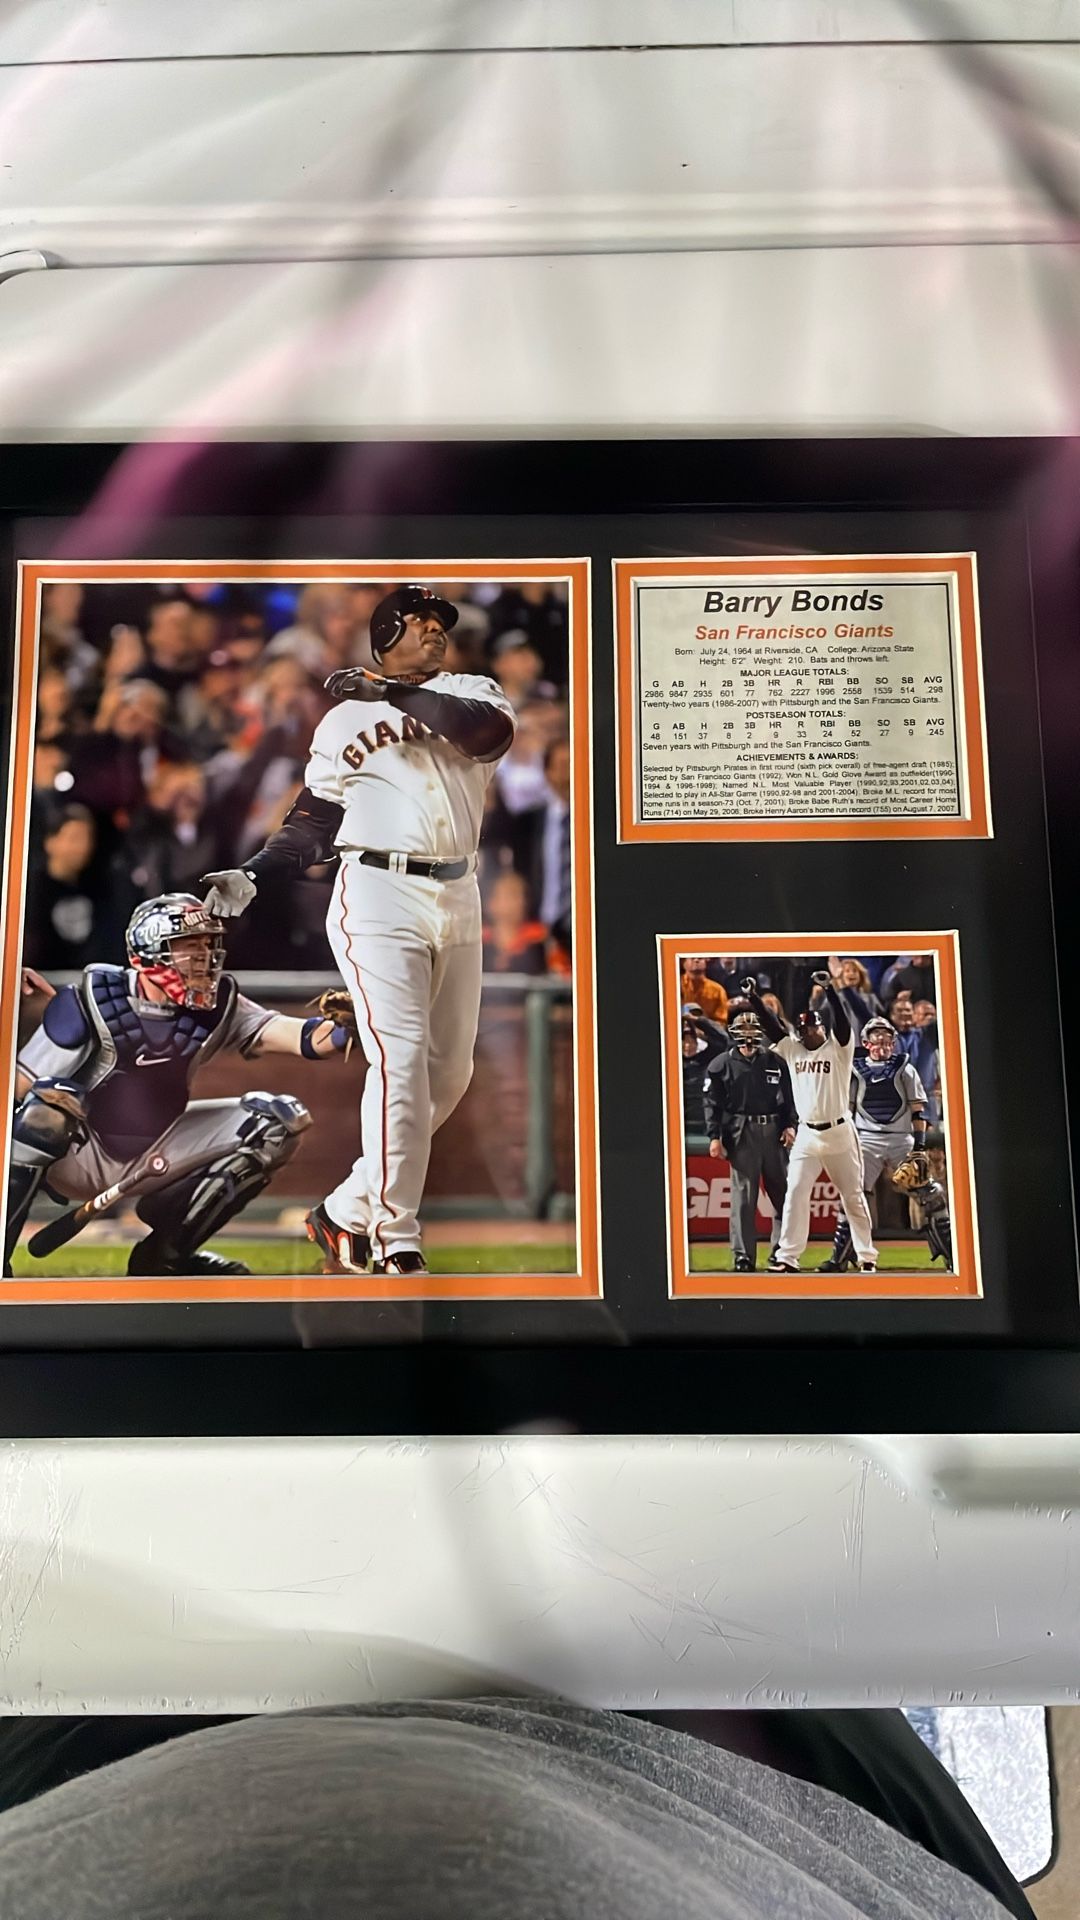 Barry Bonds
San Francisco Giants
Born: July 24, 1964 at Riverside, CA College: Arizona State
Height: 6'2" Weight: 210. Bats and throws left.
MAJOR LEAGUE TOTALS:
G AB H 2B 3B HR R RBI BB SO SB AVG
2986 9847 2935 601 77 762 2227 1996 2558 1539 514 .298
Twenty-two years (1986-2007) with Pittsburgh and the San Francisco Giants.
POSTSEASON TOTALS:
G AB H 2B 3B HR R RBI BB SO SB AVG
48 151 37 8 2 9 33 24 52 27 9 .245
Seven years with Pittsburgh and the San Francisco Giants.
ACHIEVEMENTS & AWARDS:
Selected by Pittsburgh Pirates in first round (sixth pick overall) of free-agent draft (1985);
Signed by San Francisco Giants (1992); Won N.L. Gold Glove Award as outfielder(1990-
1994 & 1996-1998); Named N.L. Most Valuable Player (1990,92,93,2001,02,03,04);
Selected to play in All-Star Game (1990,92-98 and 2001-2004); Broke M.L. record for most
home runs in a season-73 (Oct. 7, 2001); Broke Babe Ruth's record of Most Career Home
Runs (714) on May 29, 2006; Broke Henry Aaron's home run record (755) on August 7, 2007.
GIAN
GIANTS